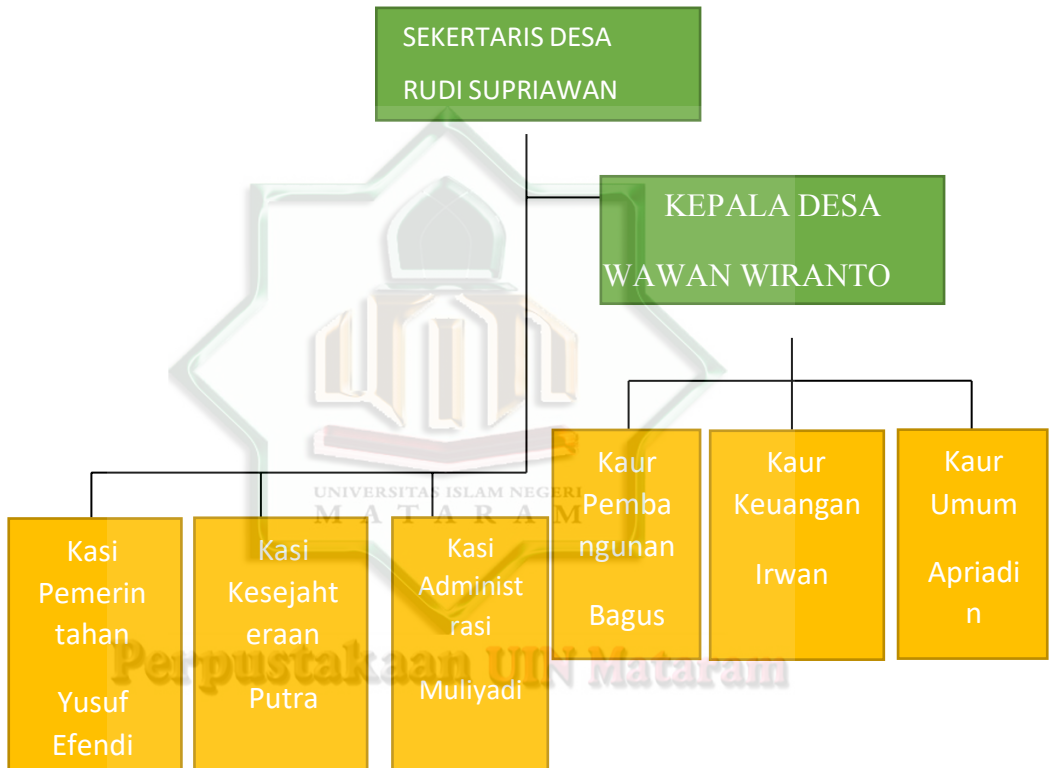 SEKERTARIS DESA
RUDI SUPRIAWAN
KEPALA DESA
WAWAN WIRANTO
Kaur
Pemba
ngunan
Bagus
Kaur
Keuangan
Irwan
Kaur
Umum
Apriadi
n
Kasi
Pemerin
tahan
Yusuf
Efendi
Kasi
Kesejaht
eraan
Putra
Kasi
Administ
rasi
Muliyadi
UNIVERSITAS ISLAM NEGERI
MATARAM
Perpustakaan UIN Mataram